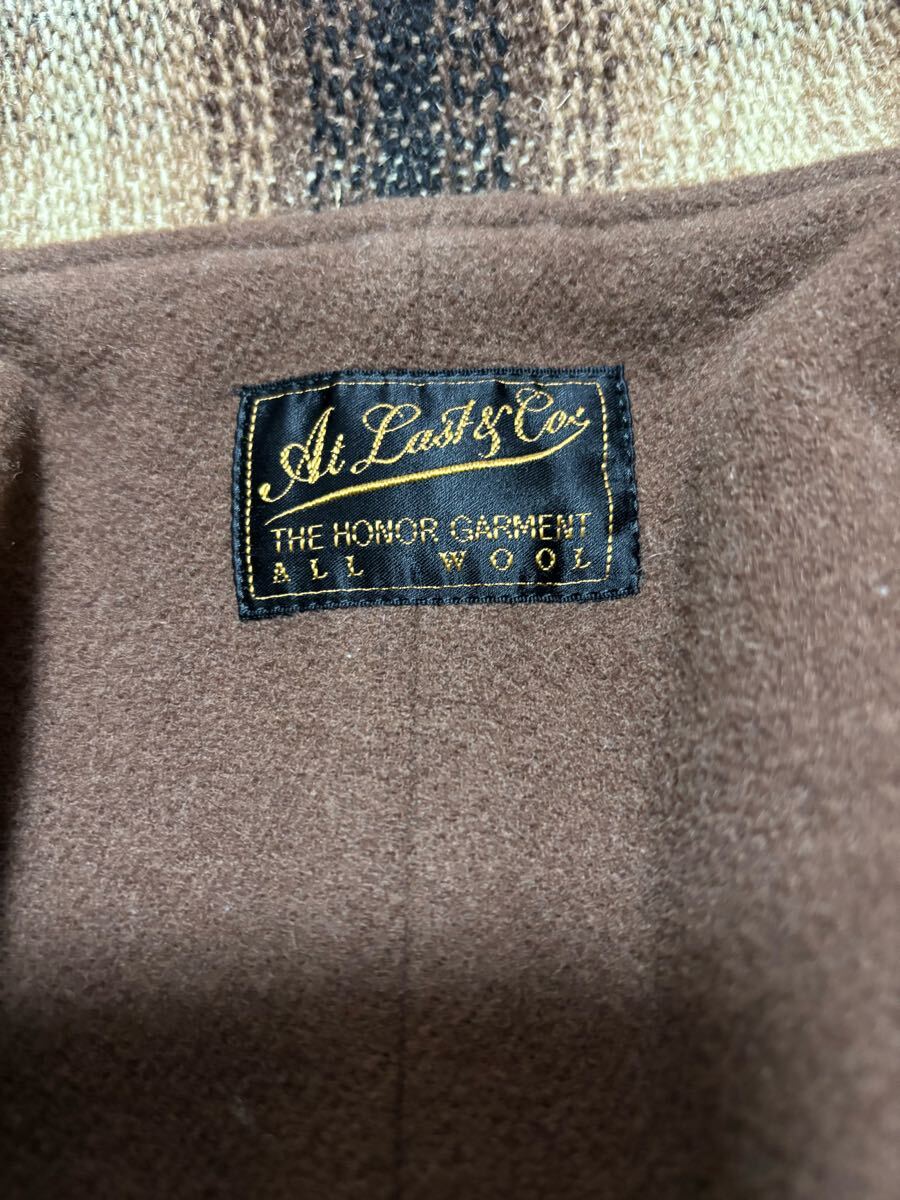 At Last & Co.
THE HONOR GARMENT
ALL WOOL